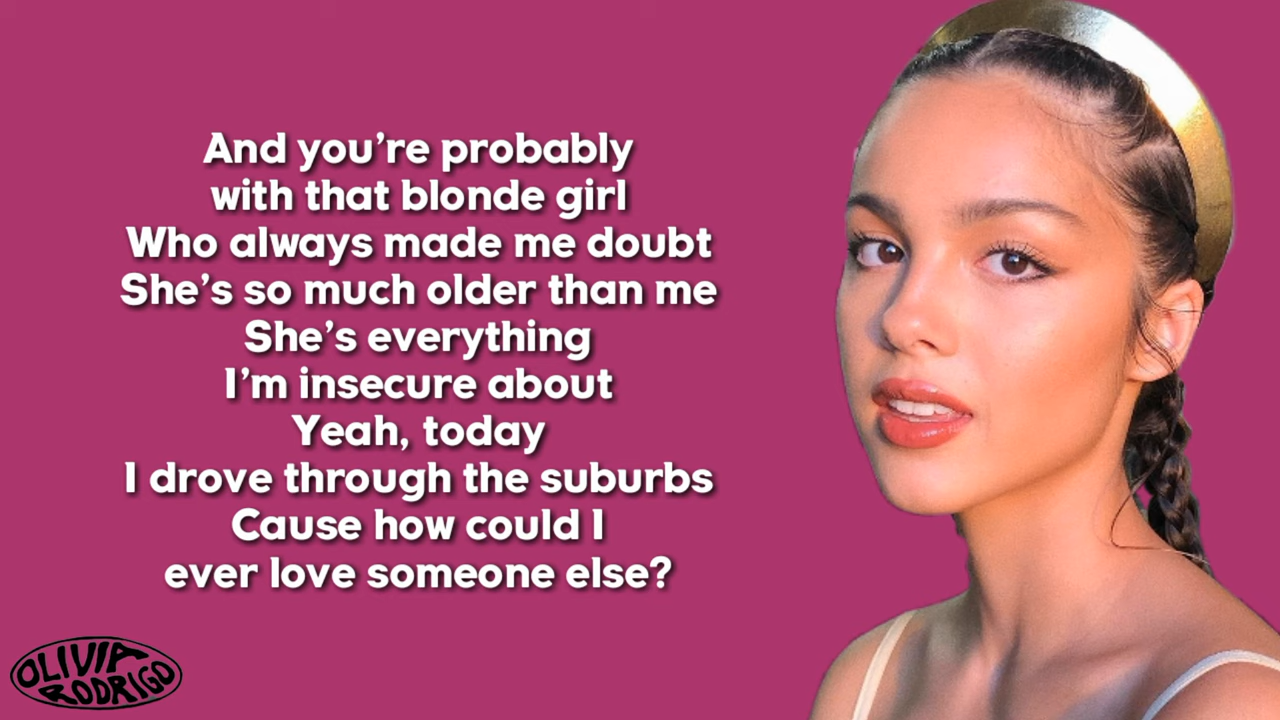 And you're probably
with that blonde girl
Who always made me doubt
She's so much older than me
She's everything
I'm insecure about
Yeah, today
I drove through the suburbs
Cause how could I
ever love someone else?
OLIVIA
RODRIGO